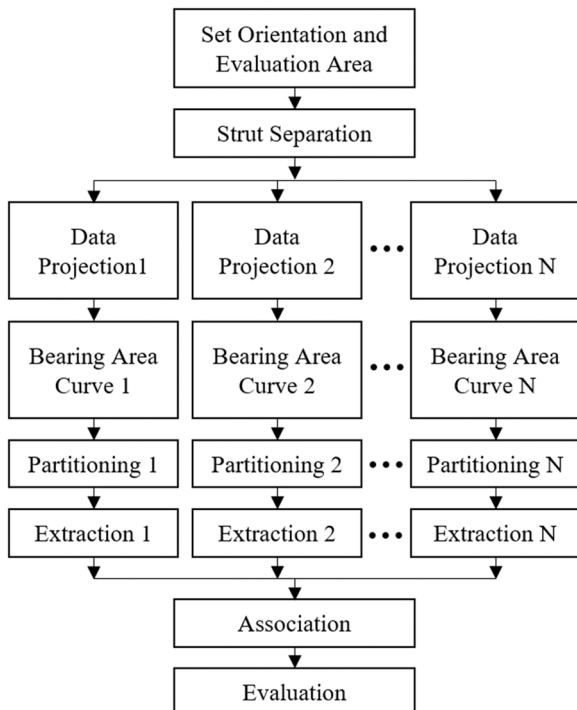 Set Orientation and
Evaluation Area
Strut Separation
Data
Projection1
Data
Projection 2
Data
Projection N
Bearing Area
Curve 1
Bearing Area
Curve 2
Bearing Area
Curve N
Partitioning 1
Partitioning 2
Partitioning N
Extraction 1
Extraction 2
Extraction N
Association
Evaluation